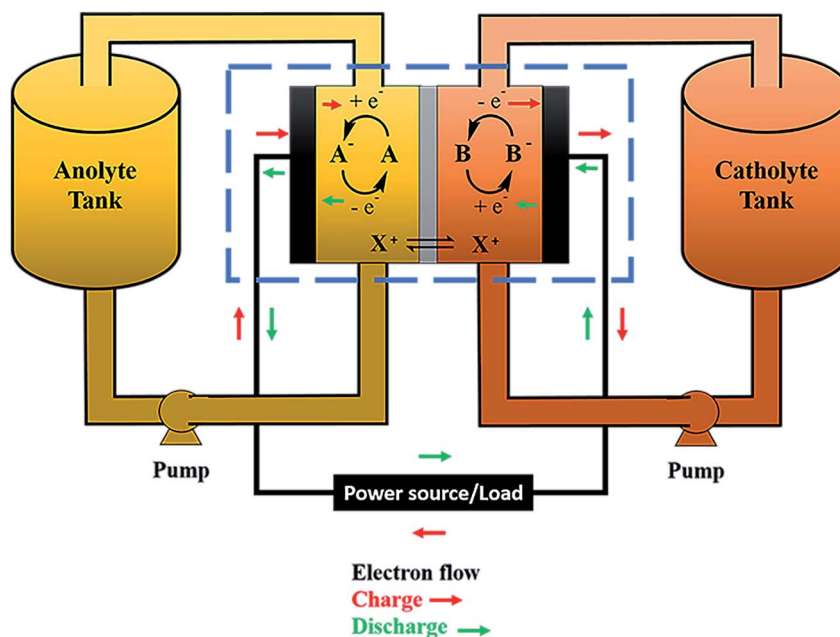 Anolyte
Tank
+ e⁻
A⁻ A
- e⁻
X⁺
- e⁻
B B⁻
+ e⁻
X⁺
Catholyte
Tank
Pump
Pump
Power source/Load
Electron flow
Charge
Discharge